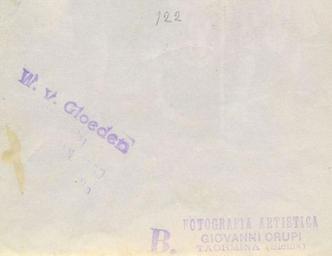 122
W. v. Gloeden
B.
FOTOGRAFIA ARTISTICA
GIOVANNI CRUPI
TAORMINA (Sicilia)